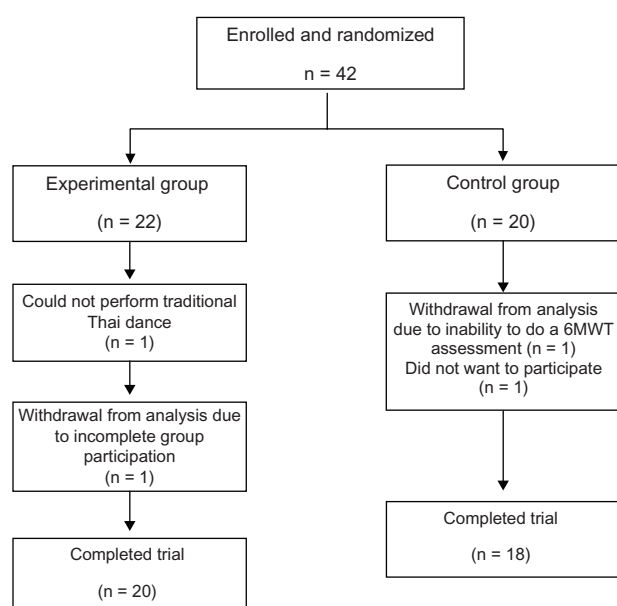 Enrolled and randomized
n = 42
Experimental group
(n = 22)
Could not perform traditional
Thai dance
(n = 1)
Withdrawal from analysis due
to incomplete group
participation
(n = 1)
Completed trial
(n = 20)
Control group
(n = 20)
Withdrawal from analysis
due to inability to do a 6MWT
assessment (n = 1)
Did not want to participate
(n = 1)
Completed trial
(n = 18)